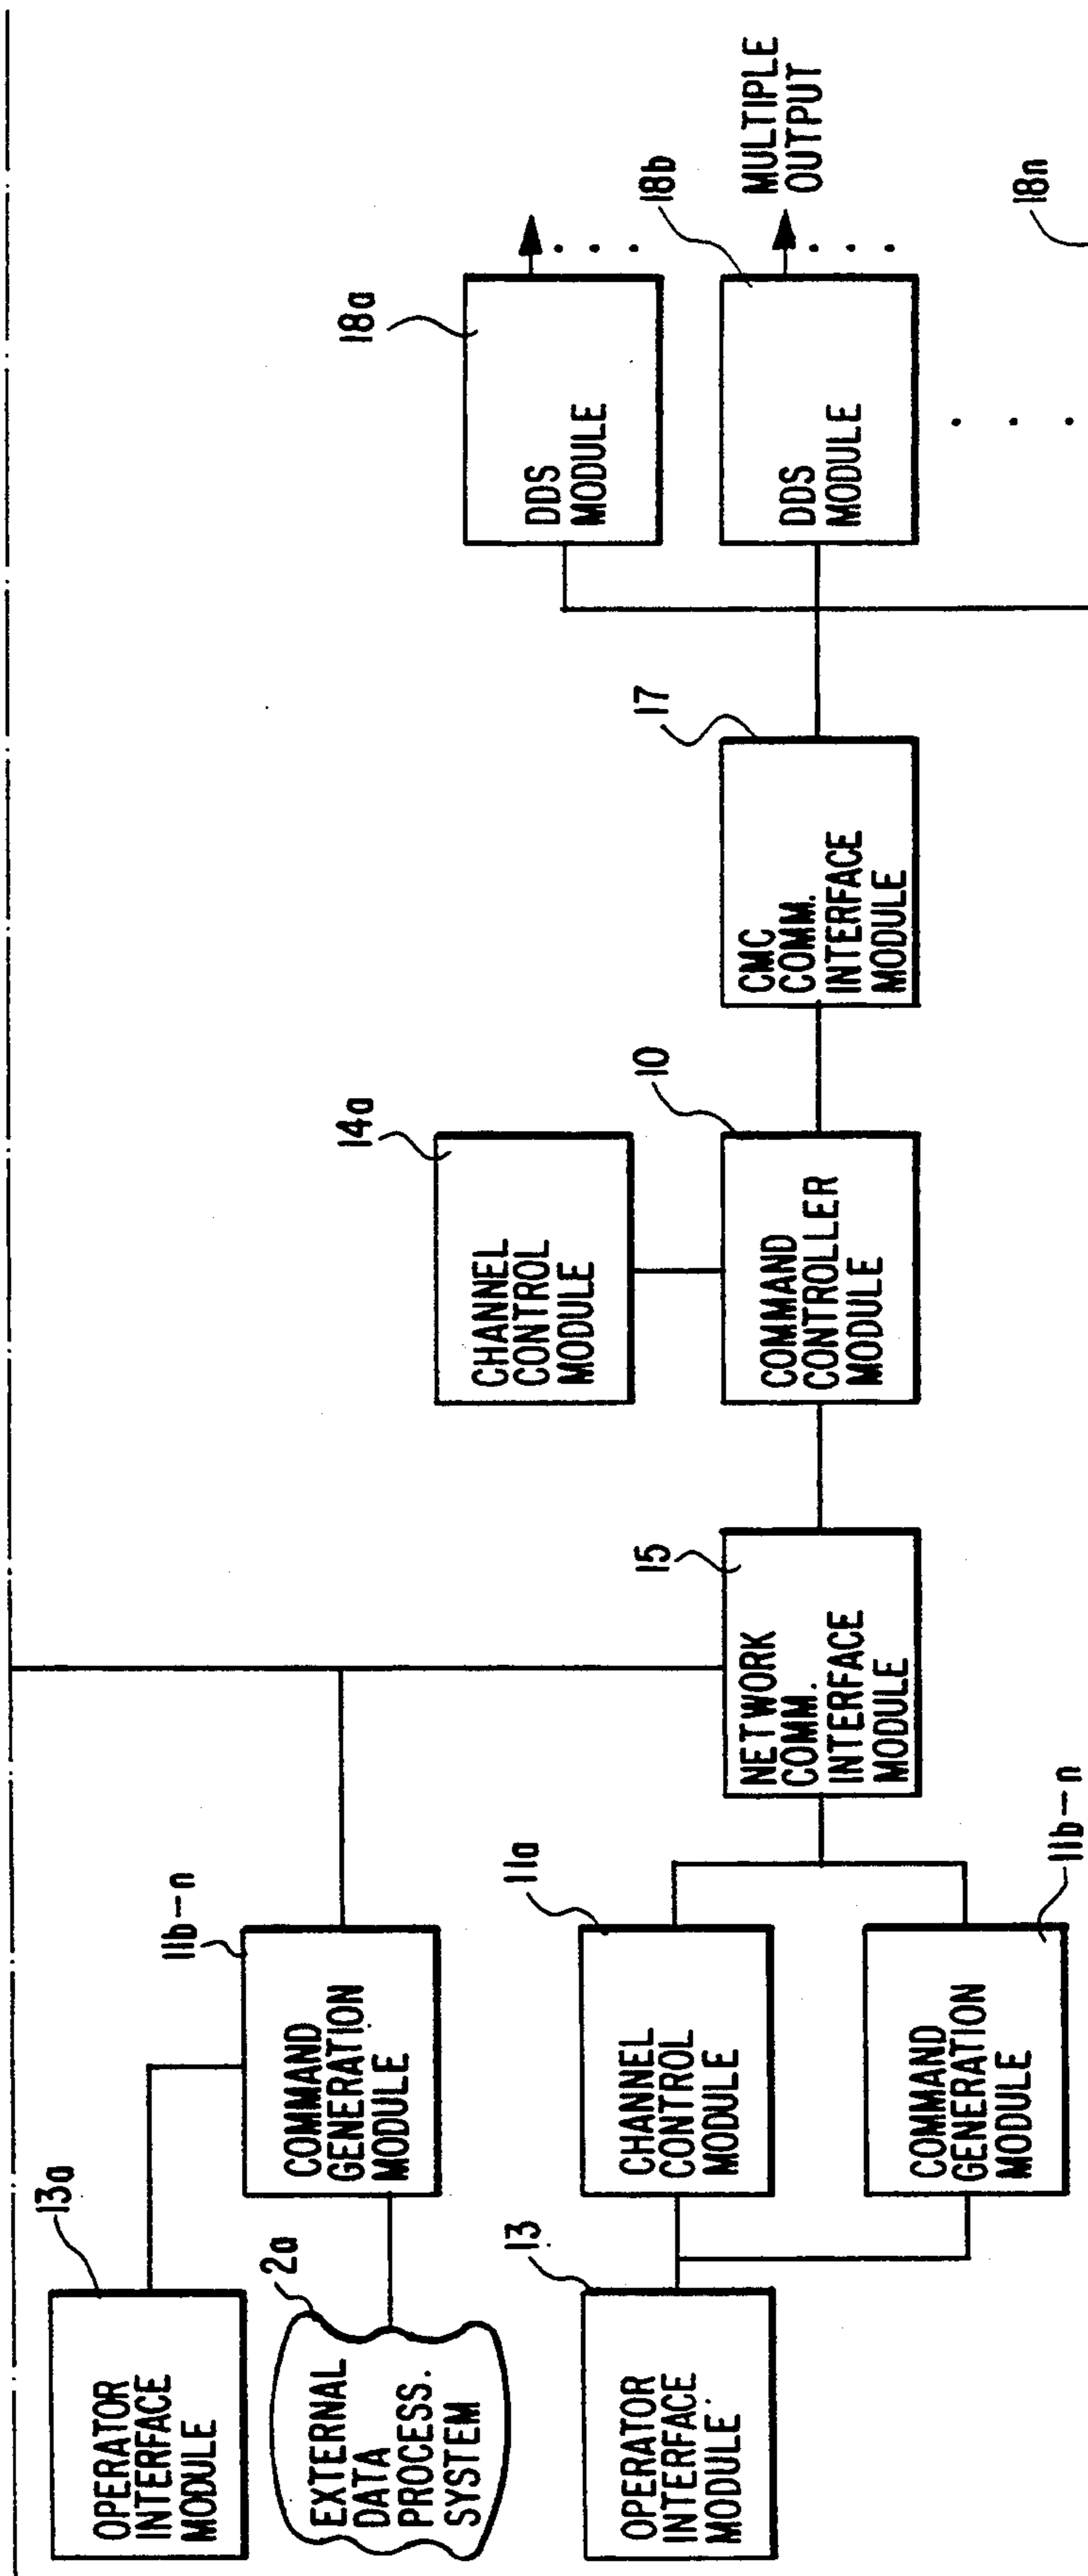 13a
OPERATOR
INTERFACE
MODULE
2a
EXTERNAL
DATA
PROCESS.
SYSTEM
13
OPERATOR
INTERFACE
MODULE
11b-n
COMMAND
GENERATION
MODULE
11a
CHANNEL
CONTROL
MODULE
11b-n
COMMAND
GENERATION
MODULE
15
NETWORK
COMM.
INTERFACE
MODULE
14a
CHANNEL
CONTROL
MODULE
10
COMMAND
CONTROLLER
MODULE
17
CMC
COMM.
INTERFACE
MODULE
18a
DDS
MODULE
18b
DDS
MODULE
MULTIPLE
OUTPUT
18n